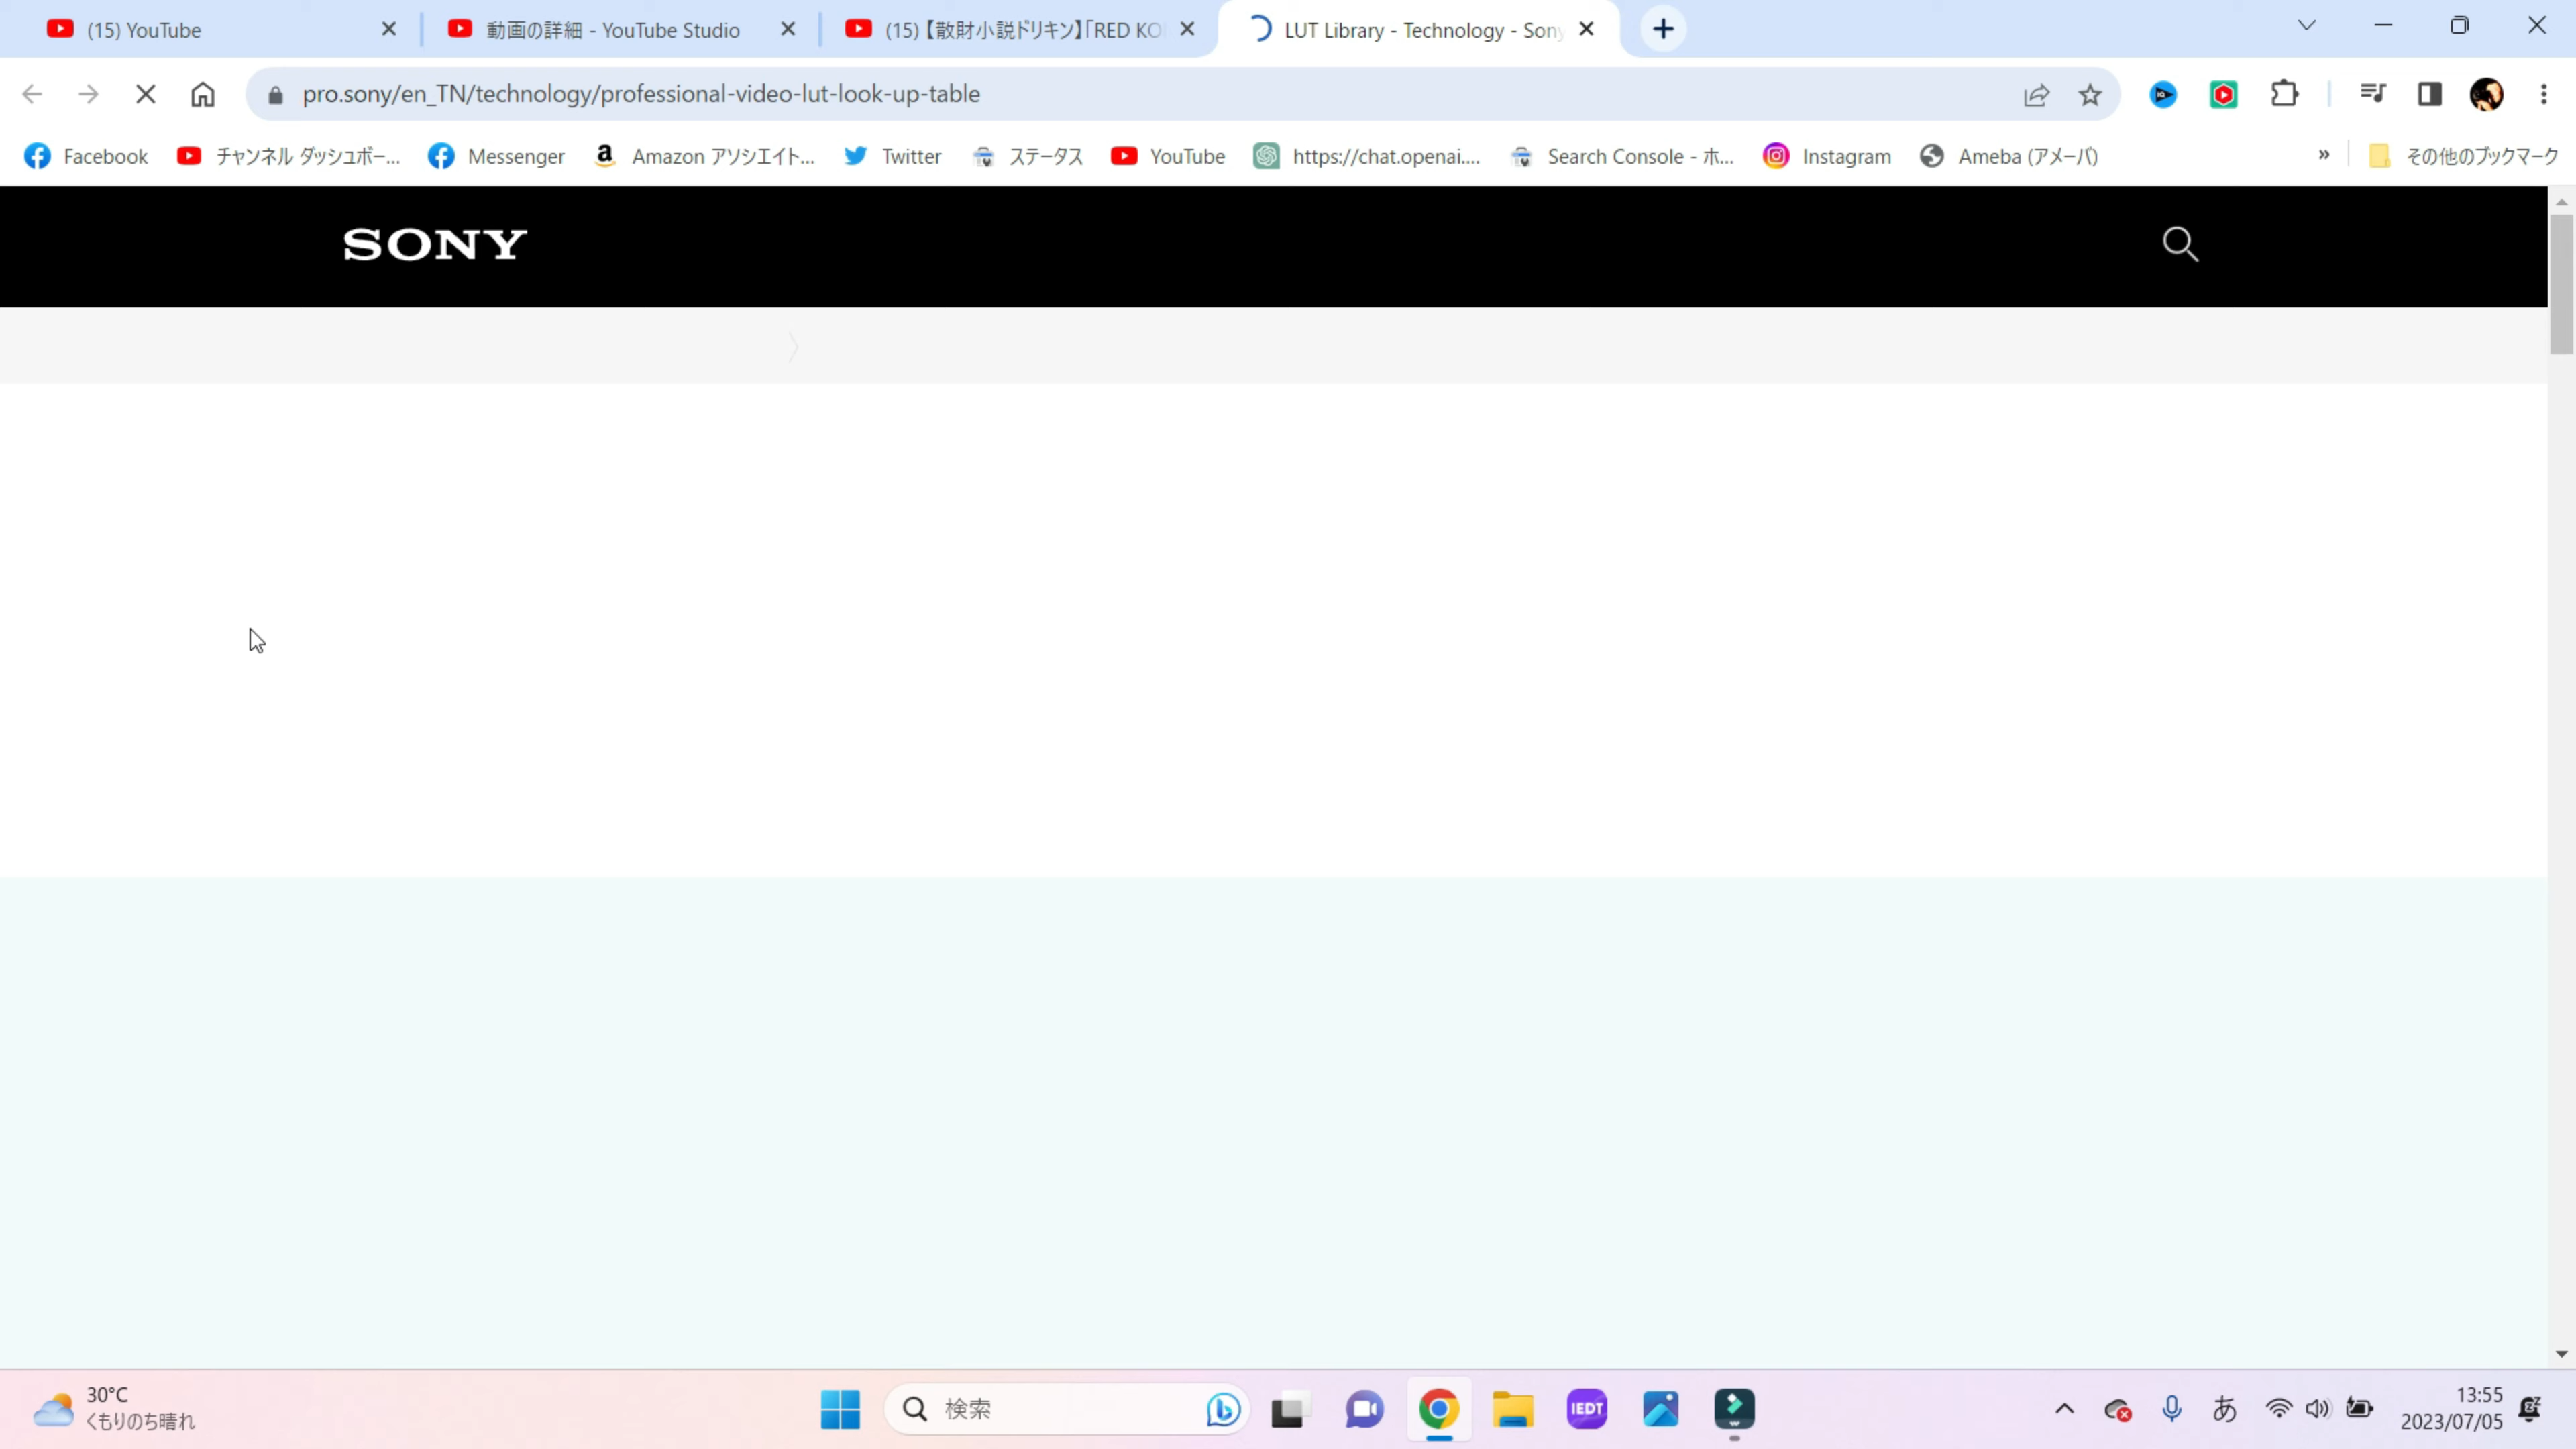 (15) YouTube
動画の詳細 - YouTube Studio
(15)【散財小説ドリキン】「RED KO
LUT Library - Technology - Sony
pro.sony/en_TN/technology/professional-video-lut-look-up-table
Facebook
チャンネル ダッシュボー...
Messenger
Amazon アソシエイト...
Twitter
ステータス
YouTube
https://chat.openai....
Search Console - ホ...
Instagram
Ameba (アメーバ)
»
その他のブックマーク
SONY
30°C
くもりのち晴れ
検索
IEDT
あ
13:55
2023/07/05